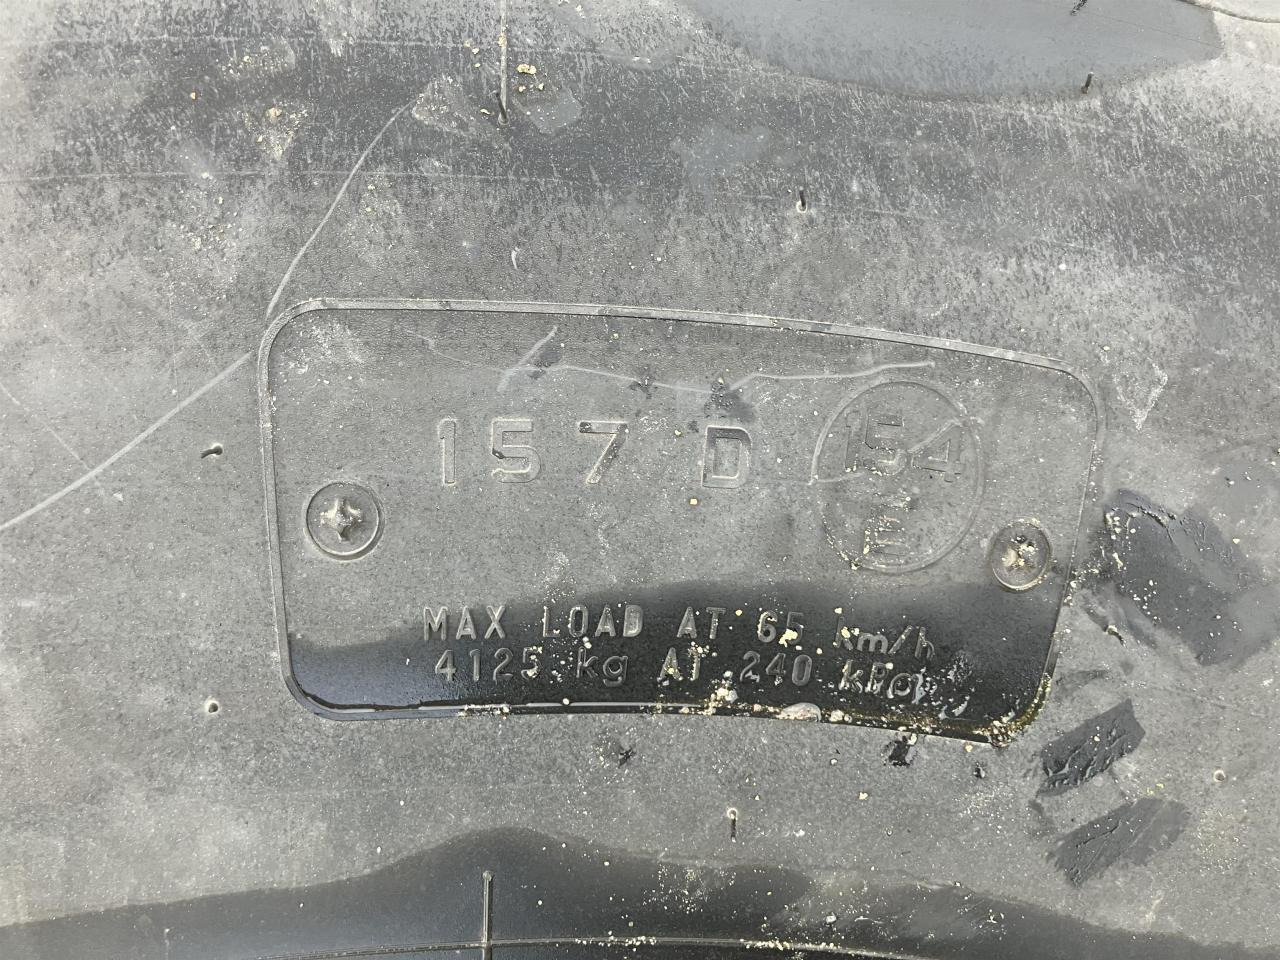 157 D 154
E
MAX LOAD AT 65 km/h
4125 kg AT 240 kPa